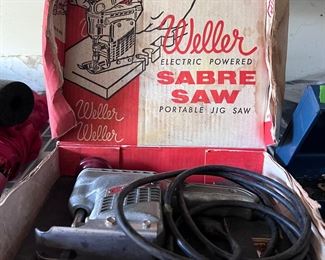 Weller
ELECTRIC POWERED
SABRE
SAW
PORTABLE JIG SAW
Weller
Weller